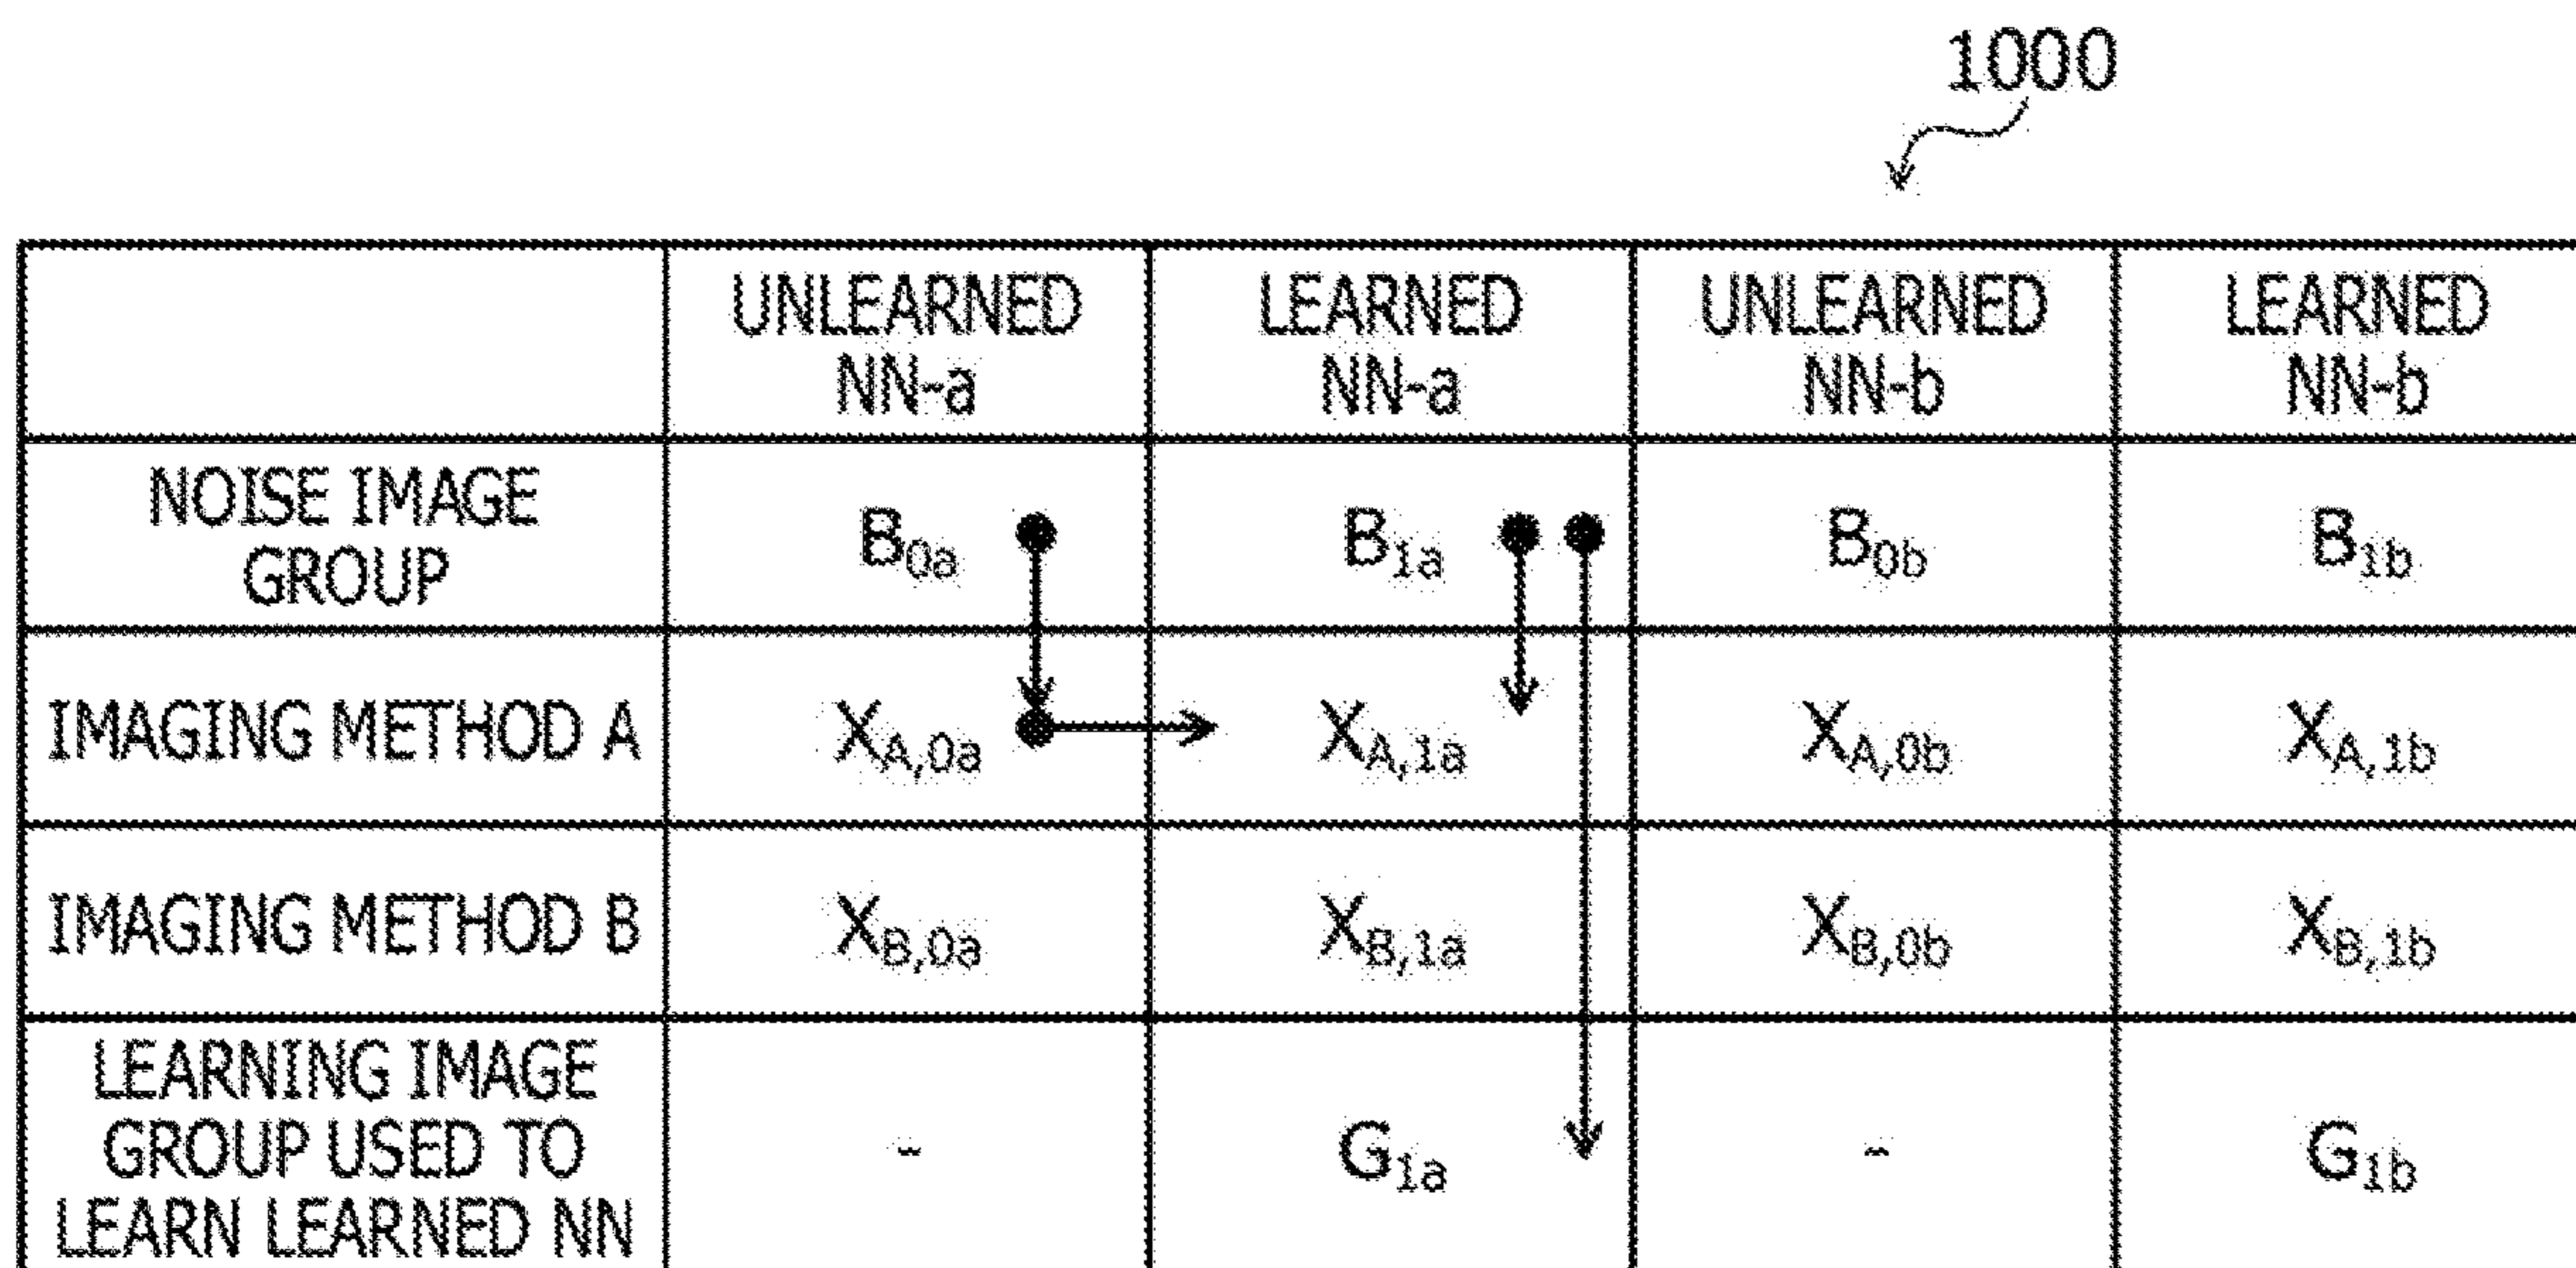 1000
UNLEARNED NN-a
LEARNED NN-a
UNLEARNED NN-b
LEARNED NN-b
NOISE IMAGE GROUP
B0a
B1a
B0b
B1b
IMAGING METHOD A
XA,0a
XA,1a
XA,0b
XA,1b
IMAGING METHOD B
XB,0a
XB,1a
XB,0b
XB,1b
LEARNING IMAGE
GROUP USED TO
LEARN LEARNED NN
-
G1a
-
G1b